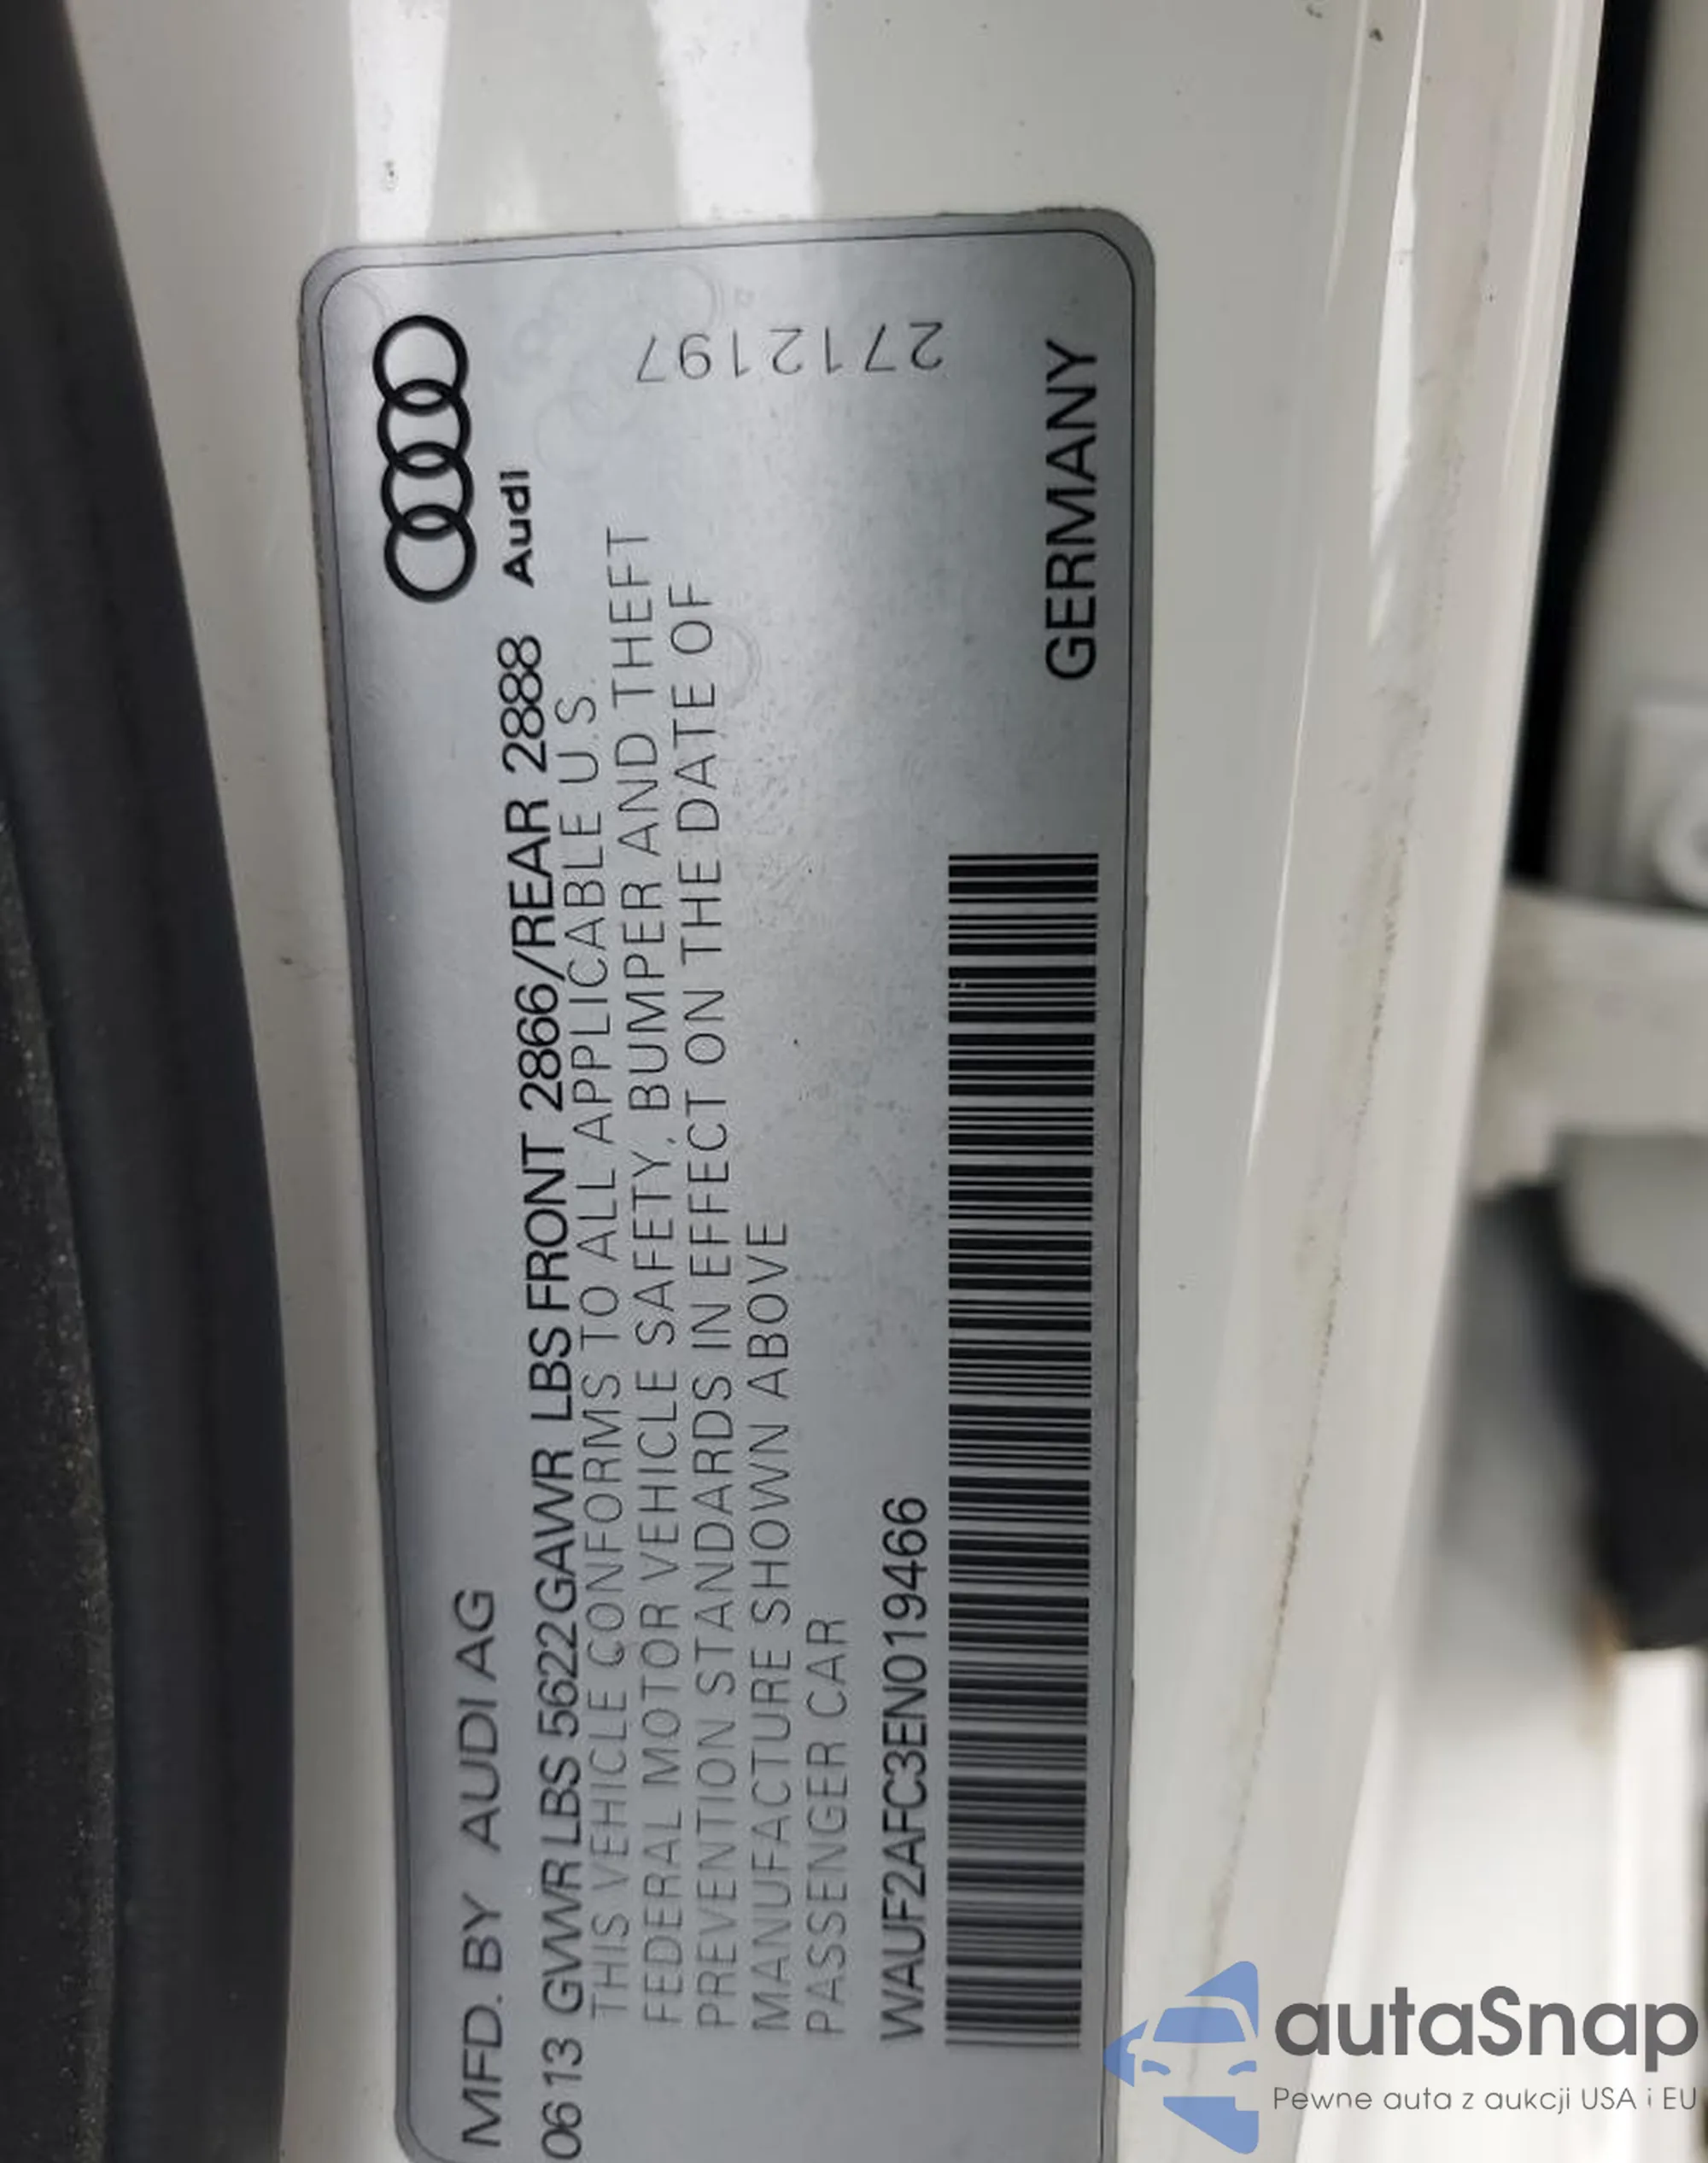 MFD. BY AUDI AG
06 13 GVWR LBS 5622 GAWR LBS FRONT 2866/REAR 2888
Audi
THIS VEHICLE CONFORMS TO ALL APPLICABLE U.S.
FEDERAL MOTOR VEHICLE SAFETY, BUMPER AND THEFT
PREVENTION STANDARDS IN EFFECT ON THE DATE OF
MANUFACTURE SHOWN ABOVE
PASSENGER CAR
2712197
WAUF2AFC3EN019466
GERMANY
autaSnap
Pewne auta z aukcji USA i EU